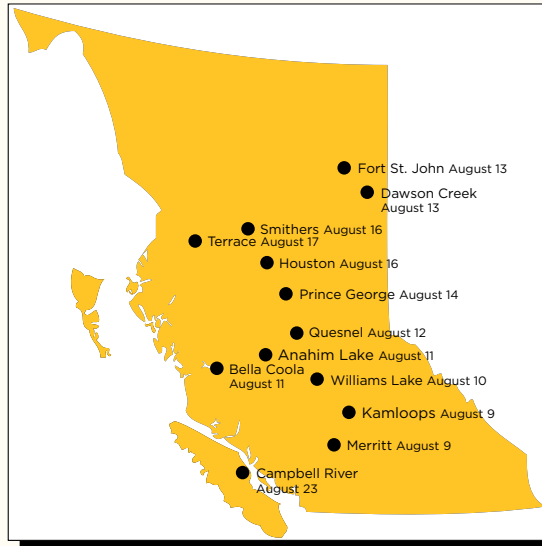 Fort St. John August 13
Dawson Creek
August 13
Smithers August 16
Terrace August 17
Houston August 16
Prince George August 14
Quesnel August 12
Anahim Lake August 11
Bella Coola
August 11
Williams Lake August 10
Kamloops August 9
Merritt August 9
Campbell River
August 23